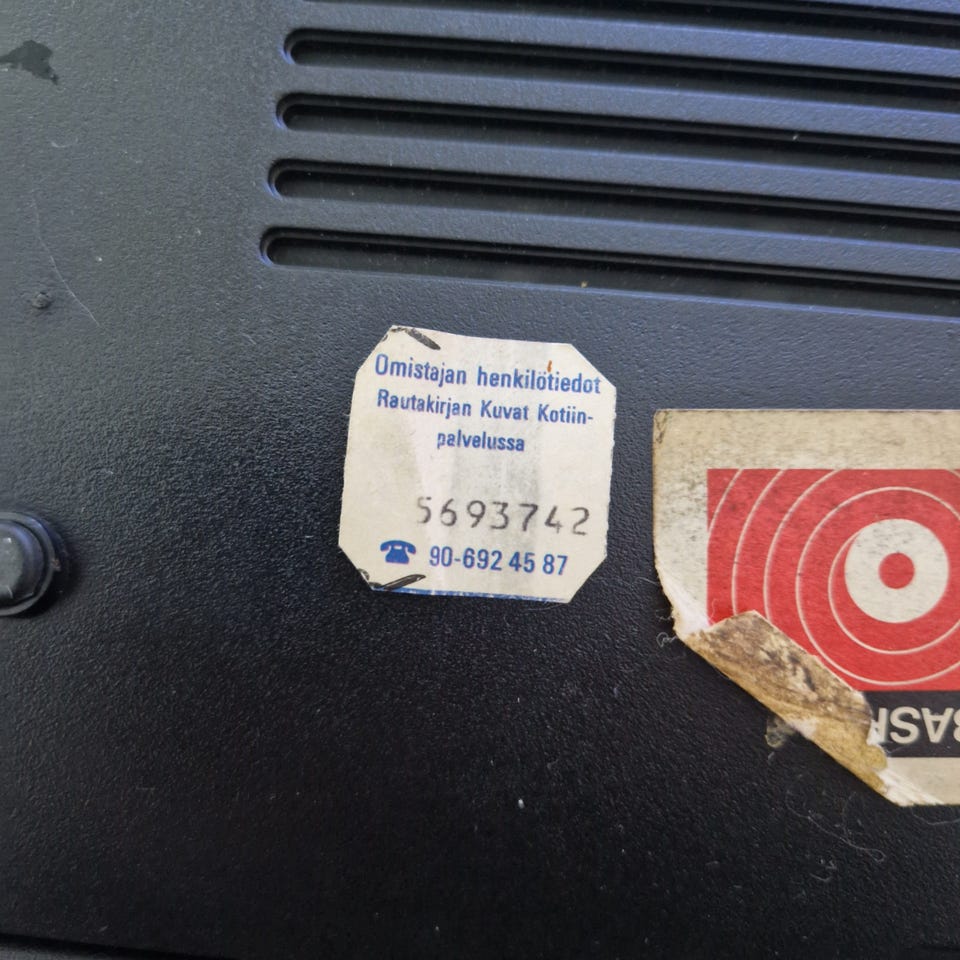 Omistajan henkilötiedot
Rautakirjan Kuvat Kotiin-
palvelussa
5693742
90-692 45 87
BASF